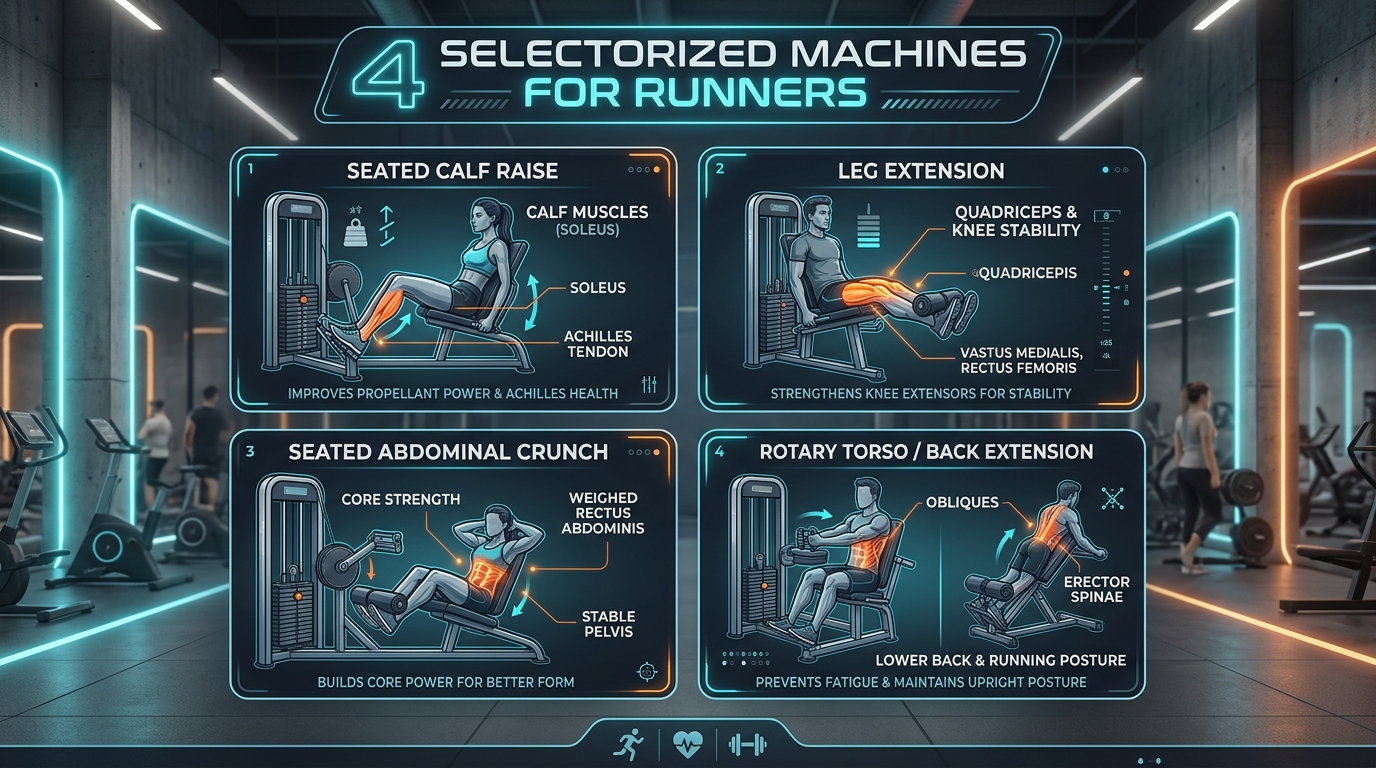 4 SELECTORIZED MACHINES
FOR RUNNERS
1
SEATED CALF RAISE
CALF MUSCLES
(SOLEUS)
SOLEUS
ACHILLES
TENDON
IMPROVES PROPELLANT POWER & ACHILLES HEALTH
2
LEG EXTENSION
QUADRICEPS &
KNEE STABILITY
QUADRICEPIS
VASTUS MEDIALIS,
RECTUS FEMORIS
STRENGTHENS KNEE EXTENSORS FOR STABILITY
3
SEATED ABDOMINAL CRUNCH
CORE STRENGTH
WEIGHED
RECTUS
ABDOMINIS
STABLE
PELVIS
BUILDS CORE POWER FOR BETTER FORM
4
ROTARY TORSO / BACK EXTENSION
OBLIQUES
ERECTOR
SPINAE
LOWER BACK & RUNNING POSTURE
PREVENTS FATIGUE & MAINTAINS UPRIGHT POSTURE